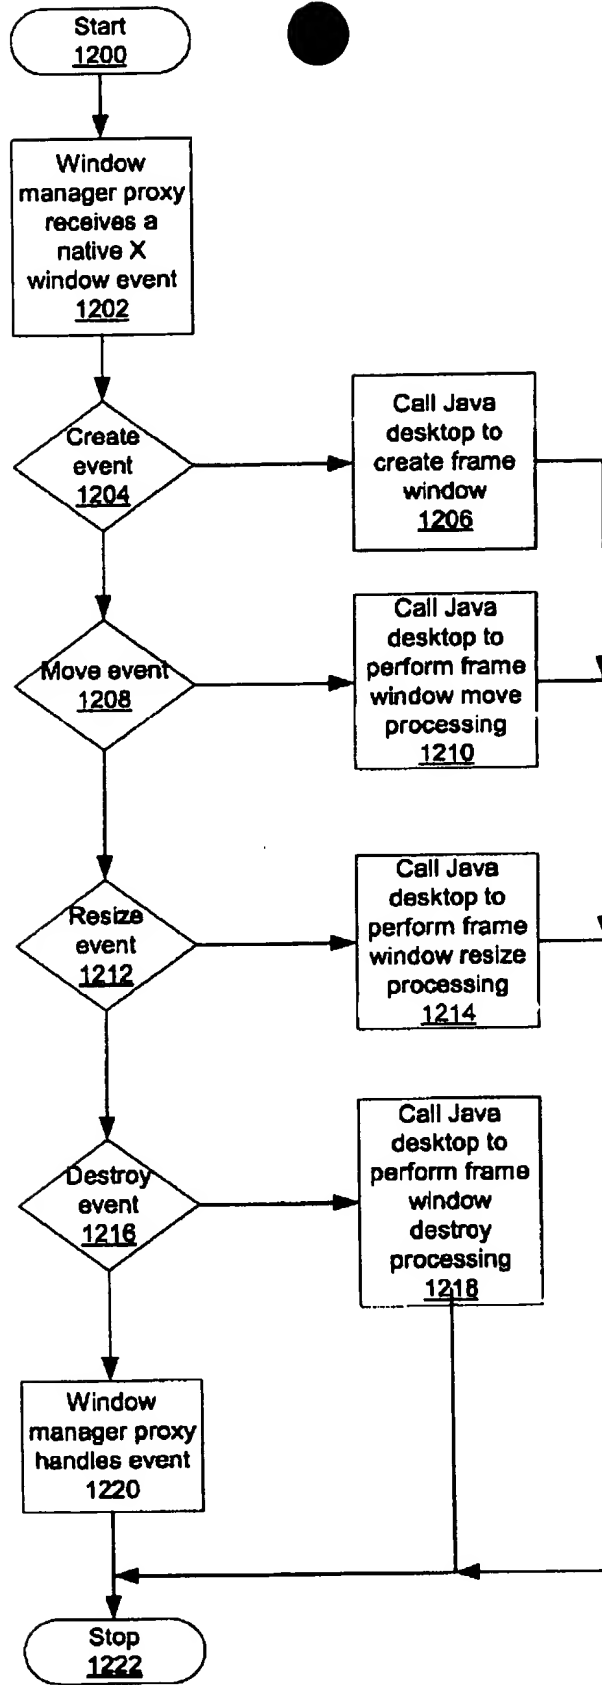 Start
1200
Window
manager proxy
receives a
native X
window event
1202
Create
event
1204
Call Java
desktop to
create frame
window
1206
Move event
1208
Call Java
desktop to
perform frame
window move
processing
1210
Resize
event
1212
Call Java
desktop to
perform frame
window resize
processing
1214
Destroy
event
1216
Call Java
desktop to
perform frame
window
destroy
processing
1218
Window
manager proxy
handles event
1220
Stop
1222